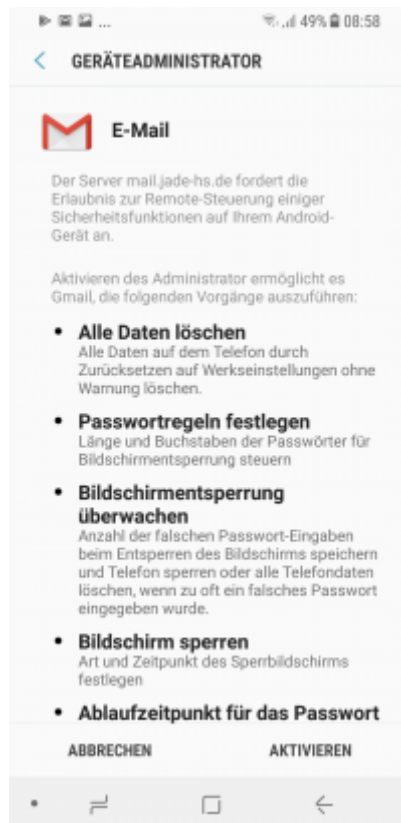 ... 49% 08:58
GERÄTEADMINISTRATOR
E-Mail
Der Server mail.jade-hs.de fordert die
Erlaubnis zur Remote-Steuerung einiger
Sicherheitsfunktionen auf Ihrem Android-
Gerät an.
Aktivieren des Administrator ermöglicht es
Gmail, die folgenden Vorgänge auszuführen:
• Alle Daten löschen
Alle Daten auf dem Telefon durch
Zurücksetzen auf Werkseinstellungen ohne
Warnung löschen.
• Passwortregeln festlegen
Länge und Buchstaben der Passwörter für
Bildschirmentsperrung steuern
• Bildschirmentsperrung
überwachen
Anzahl der falschen Passwort-Eingaben
beim Entsperren des Bildschirms speichern
und Telefon sperren oder alle Telefondaten
löschen, wenn zu oft ein falsches Passwort
eingegeben wurde.
• Bildschirm sperren
Art und Zeitpunkt des Sperrbildschirms
festlegen
• Ablaufzeitpunkt für das Passwort
ABBRECHEN AKTIVIEREN